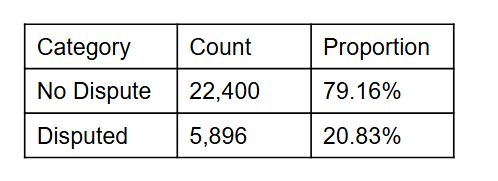 Category Count Proportion
No Dispute 22,400 79.16%
Disputed 5,896 20.83%